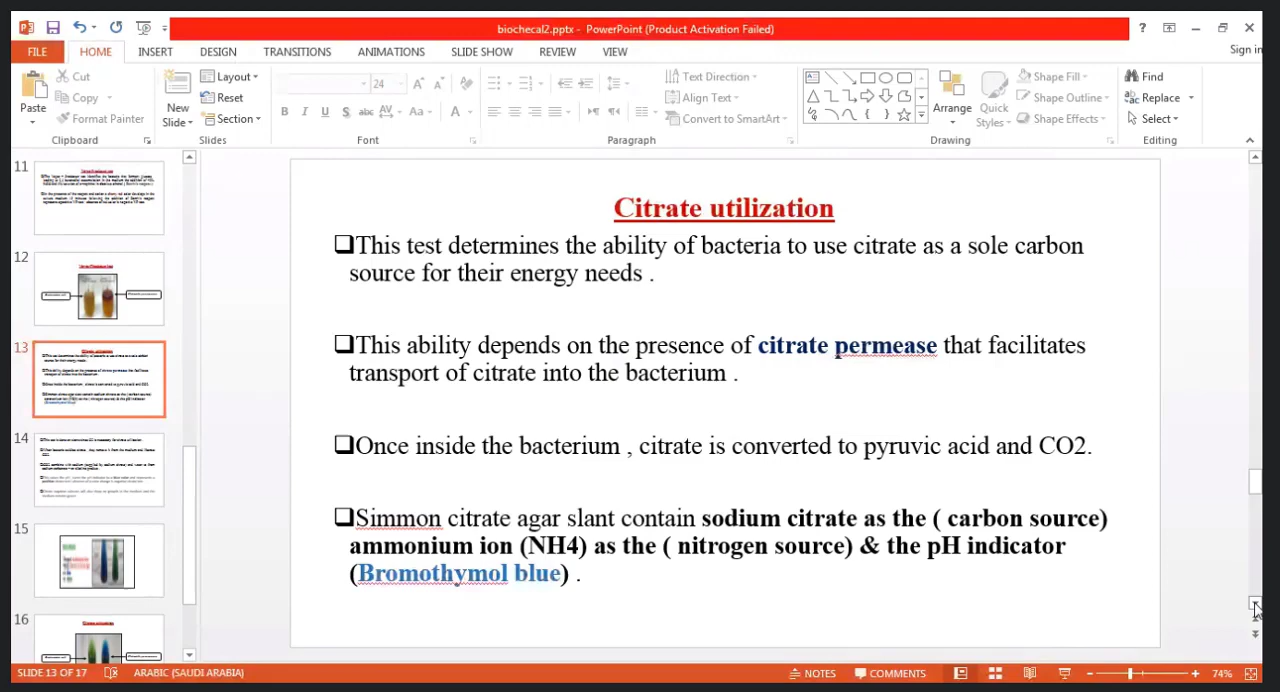 biochecal2.pptx - PowerPoint (Product Activation Failed)
FILE HOME INSERT DESIGN TRANSITIONS ANIMATIONS SLIDE SHOW REVIEW VIEW Sign in
Paste
Cut
Copy
Format Painter
Clipboard
New
Slide
Layout
Reset
Section
Slides
24
Font
Text Direction
Align Text
Convert to SmartArt
Paragraph
Arrange
Quick
Styles
Shape Fill
Shape Outline
Shape Effects
Drawing
Find
Replace
Select
Editing
11
12
13
14
15
16
Citrate utilization
This test determines the ability of bacteria to use citrate as a sole carbon
source for their energy needs .
This ability depends on the presence of citrate permease that facilitates
transport of citrate into the bacterium .
Once inside the bacterium , citrate is converted to pyruvic acid and CO2.
Simmon citrate agar slant contain sodium citrate as the ( carbon source)
ammonium ion (NH4) as the ( nitrogen source) & the pH indicator
(Bromothymol blue) .
SLIDE 13 OF 17 ARABIC (SAUDI ARABIA) NOTES COMMENTS 74%